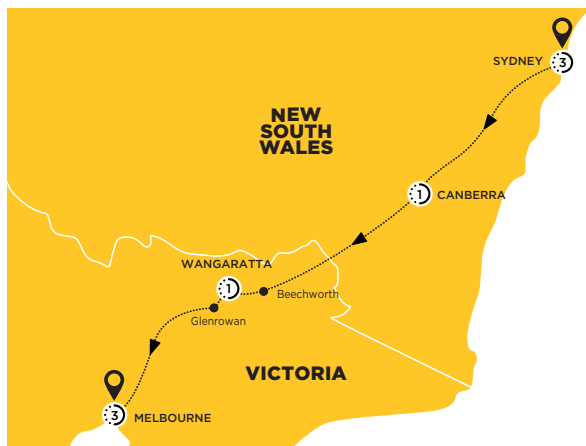 SYDNEY
3
NEW
SOUTH
WALES
1
CANBERRA
WANGARATTA
1
Beechworth
Glenrowan
VICTORIA
3
MELBOURNE